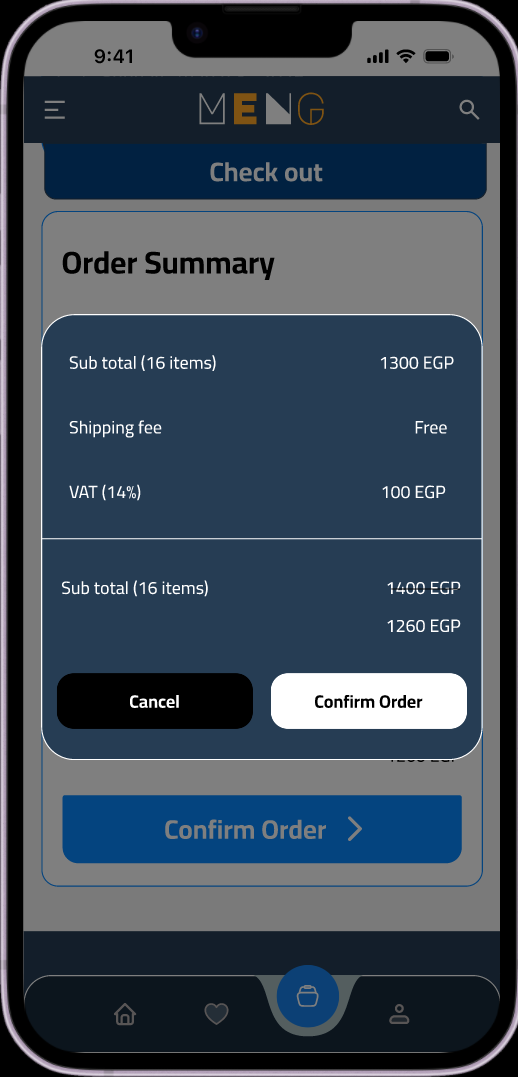 9:41
MENG
Check out
Order Summary
Sub total (16 items) 1300 EGP
Shipping fee Free
VAT (14%) 100 EGP
Sub total (16 items) 1400 EGP
1260 EGP
Cancel Confirm Order
Confirm Order